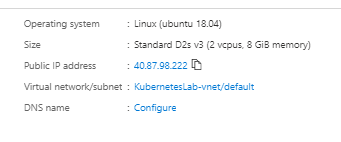 Operating system : Linux (ubuntu 18.04)
Size : Standard D2s v3 (2 vcpus, 8 GiB memory)
Public IP address : 40.87.98.222
Virtual network/subnet : KubernetesLab-vnet/default
DNS name : Configure